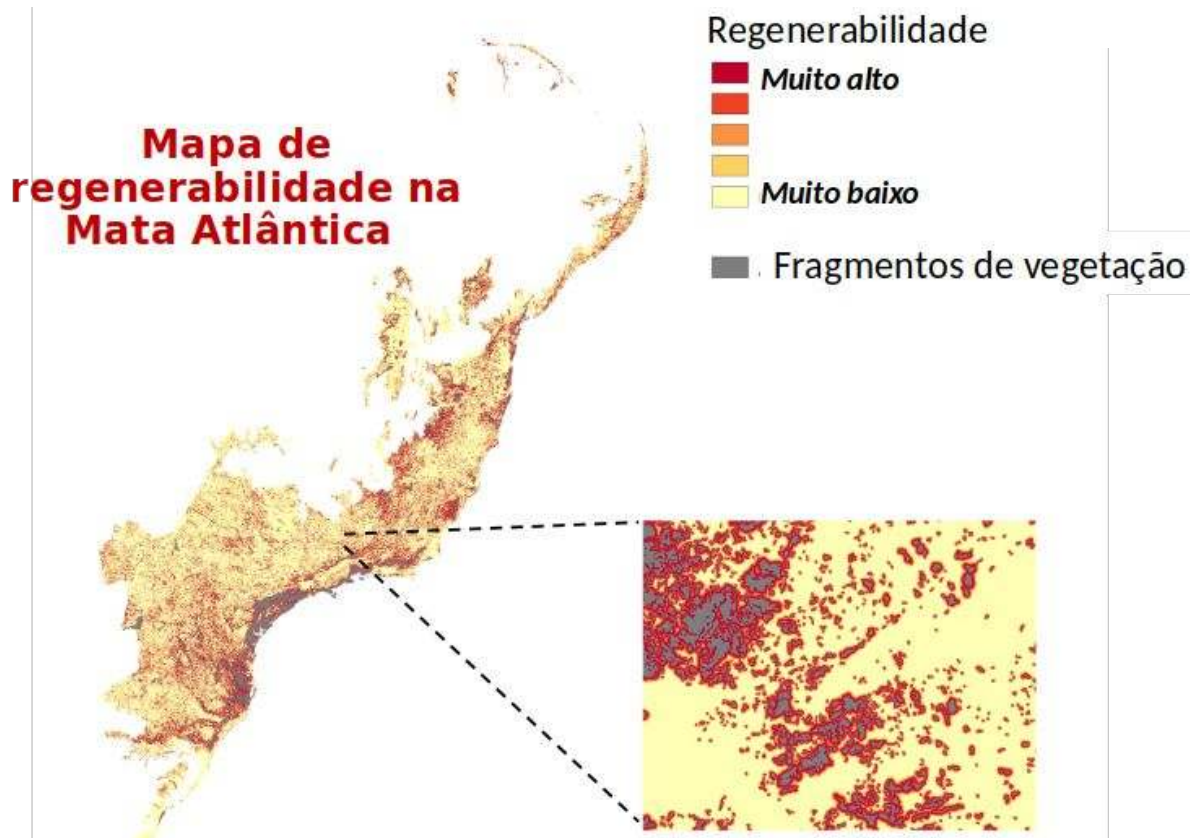 Mapa de
regenerabilidade na
Mata Atlântica
Regenerabilidade
Muito alto
Muito baixo
Fragmentos de vegetação